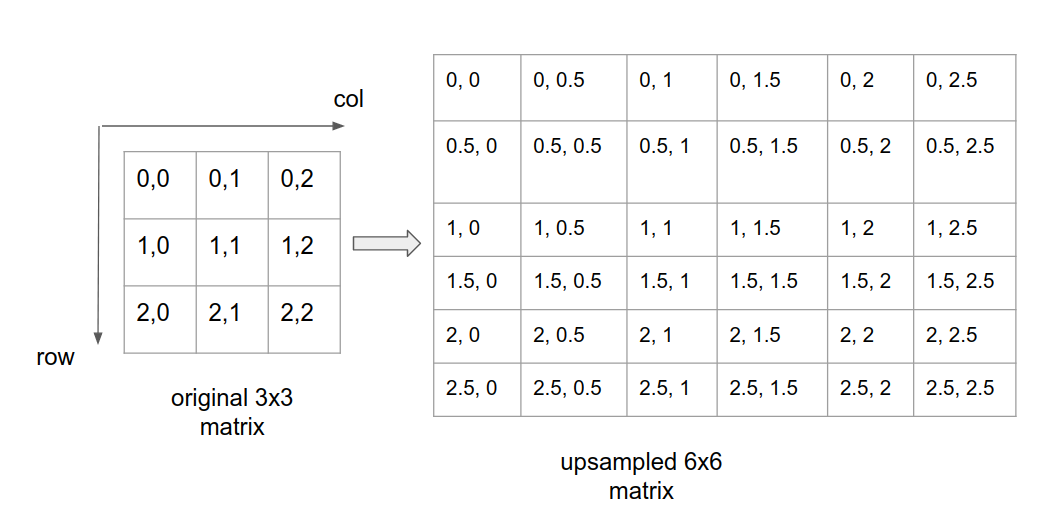 col
0,0 0,1 0,2
1,0 1,1 1,2
2,0 2,1 2,2
row
original 3x3
matrix
0, 0 0, 0.5 0, 1 0, 1.5 0, 2 0, 2.5
0.5, 0 0.5, 0.5 0.5, 1 0.5, 1.5 0.5, 2 0.5, 2.5
1, 0 1, 0.5 1, 1 1, 1.5 1, 2 1, 2.5
1.5, 0 1.5, 0.5 1.5, 1 1.5, 1.5 1.5, 2 1.5, 2.5
2, 0 2, 0.5 2, 1 2, 1.5 2, 2 2, 2.5
2.5, 0 2.5, 0.5 2.5, 1 2.5, 1.5 2.5, 2 2.5, 2.5
upsampled 6x6
matrix